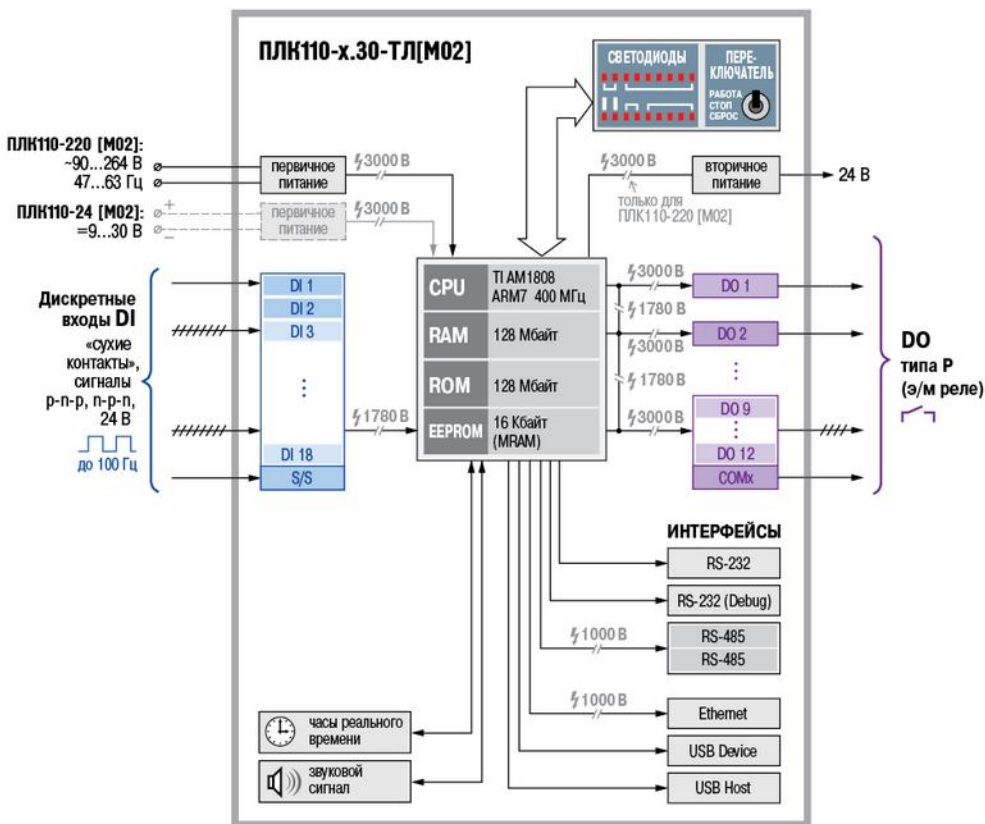 ПЛК110-х.30-ТЛ[М02]
СВЕТОДИОДЫ
ПЕРЕ-
КЛЮЧАТЕЛЬ
РАБОТА
СТОП
СБРОС
ПЛК110-220 [М02]:
~90...264 В
47...63 Гц
первичное
питание
3000 В
3000 В
вторичное
питание
24 В
только для
ПЛК110-220 [М02]
ПЛК110-24 [М02]:
=9...30 В
+
–
первичное
питание
3000 В
Дискретные
входы DI
«сухие
контакты»,
сигналы
p-n-p, n-p-n,
24 В
до 100 Гц
DI 1
DI 2
DI 3
DI 18
S/S
1780 В
CPU
TI AM1808
ARM7 400 МГц
RAM
128 Мбайт
ROM
128 Мбайт
EEPROM
16 Кбайт
(MRAM)
3000 В
1780 В
3000 В
1780 В
3000 В
DO 1
DO 2
DO 9
DO 12
COMx
DO
типа Р
(э/м реле)
ИНТЕРФЕЙСЫ
RS-232
RS-232 (Debug)
1000 В
RS-485
RS-485
1000 В
Ethernet
USB Device
USB Host
часы реального
времени
звуковой
сигнал